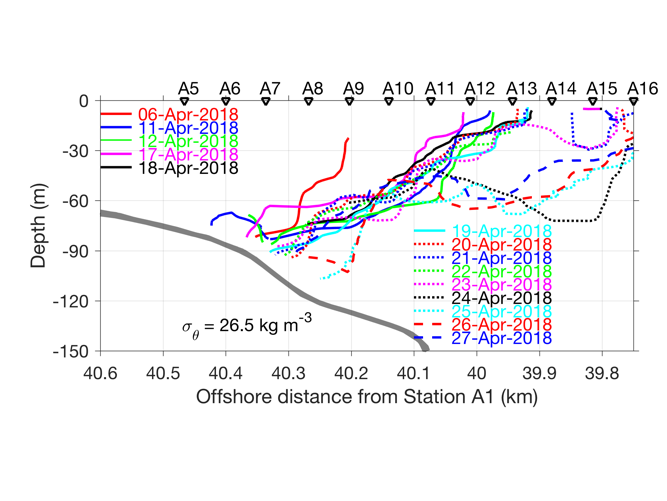 A5 A6 A7 A8 A9 A10 A11 A12 A13 A14 A15 A16
0
06-Apr-2018
11-Apr-2018
12-Apr-2018
17-Apr-2018
18-Apr-2018
-30
-60
-90
-120
-150
Depth (m)
19-Apr-2018
20-Apr-2018
21-Apr-2018
22-Apr-2018
23-Apr-2018
24-Apr-2018
25-Apr-2018
26-Apr-2018
27-Apr-2018
σθ = 26.5 kg m-3
40.6 40.5 40.4 40.3 40.2 40.1 40 39.9 39.8
Offshore distance from Station A1 (km)